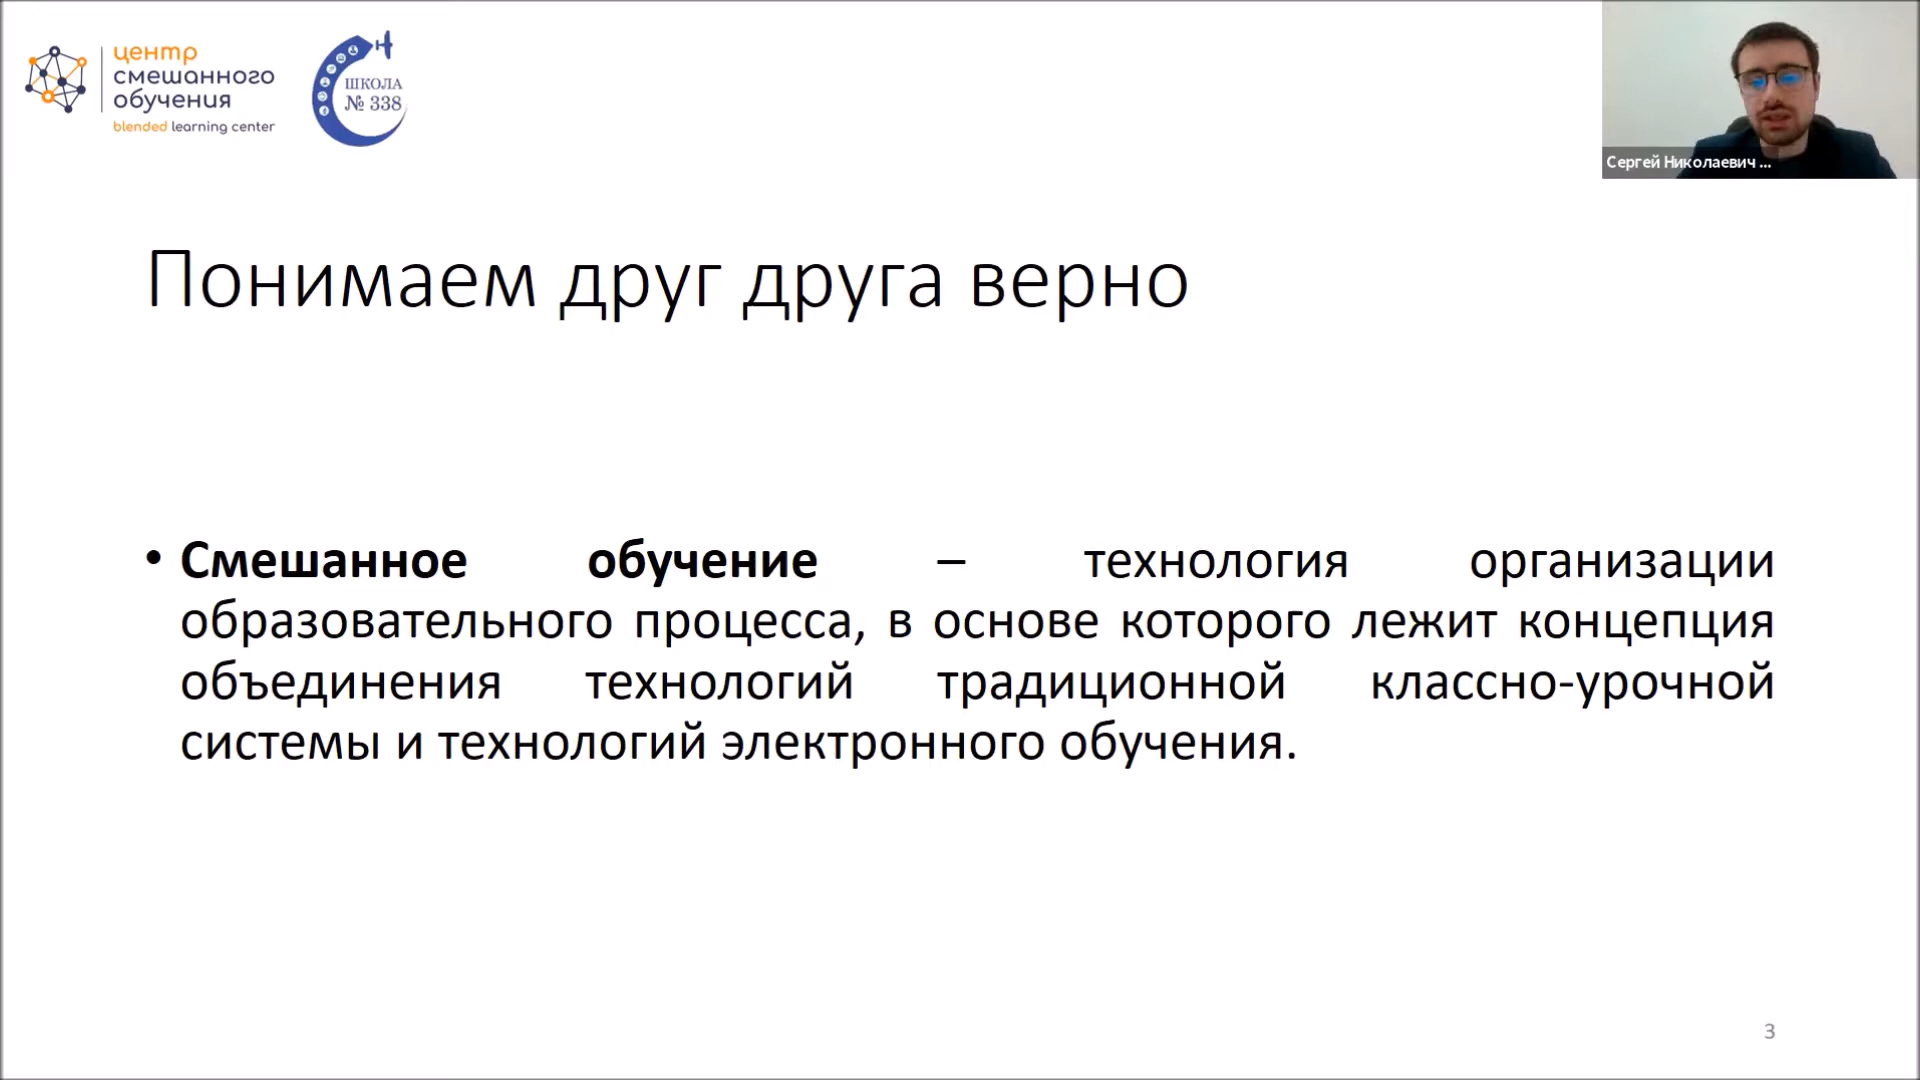 центр
смешанного
обучения
blended learning center
ШКОЛА
№ 338
Сергей Николаевич ...
Понимаем друг друга верно
• Смешанное обучение – технология организации
образовательного процесса, в основе которого лежит концепция
объединения технологий традиционной классно-урочной
системы и технологий электронного обучения.
3